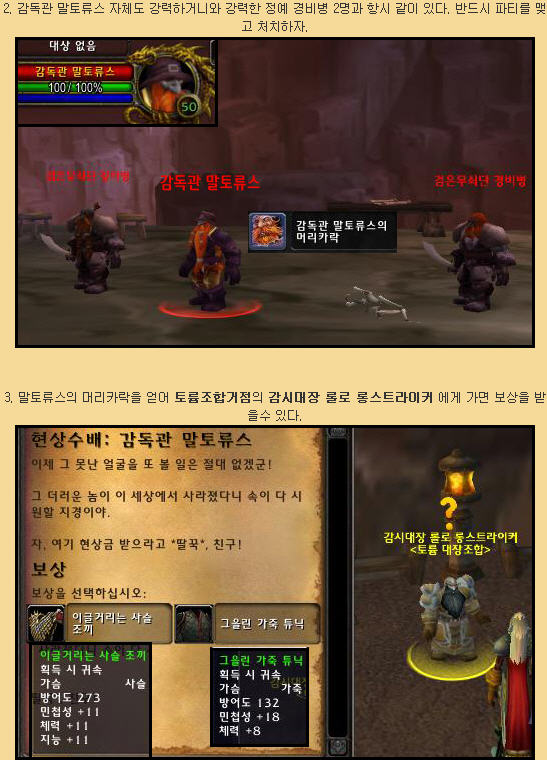 2. 감독관 말토류스 자체도 강력하거니와 강력한 정예 경비병 2명과 항시 같이 있다. 반드시 파티를 맺
고 처치하자.
대상 없음
감독관 말토류스
100 / 100%
50
감독관 말토류스
검은무쇠단 경비병
감독관 말토류스의
머리카락
3. 말토류스의 머리카락을 얻어 토륨조합거점의 감시대장 롤로 롱스트라이커 에게 가면 보상을 받
을수 있다.
현상수배: 감독관 말토류스
이제 그 못난 얼굴을 또 볼 일은 절대 없겠군!
그 더러운 놈이 이 세상에서 사라졌다니 속이 다 시
원할 지경이야.
자, 여기 현상금 받으라고 *딸꾹*, 친구!
보상
보상을 선택하십시오:
이글거리는 사슬
조끼
그을린 가죽 튜닉
이글거리는 사슬 조끼
획득 시 귀속
가슴 사슬
방어도 273
민첩성 +11
체력 +11
지능 +11
그을린 가죽 튜닉
획득 시 귀속
가슴 가죽
방어도 132
민첩성 +18
체력 +8
감시대장 롤로 롱스트라이커
<토륨 대장조합>